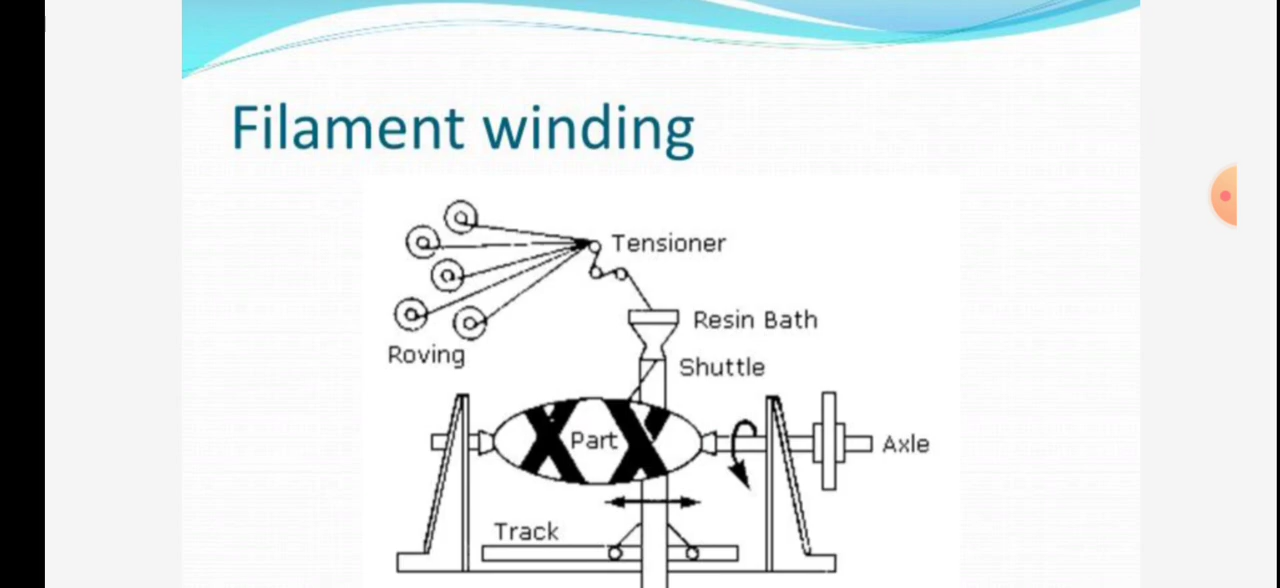 Filament winding
Tensioner
Resin Bath
Roving
Shuttle
Part
Axle
Track